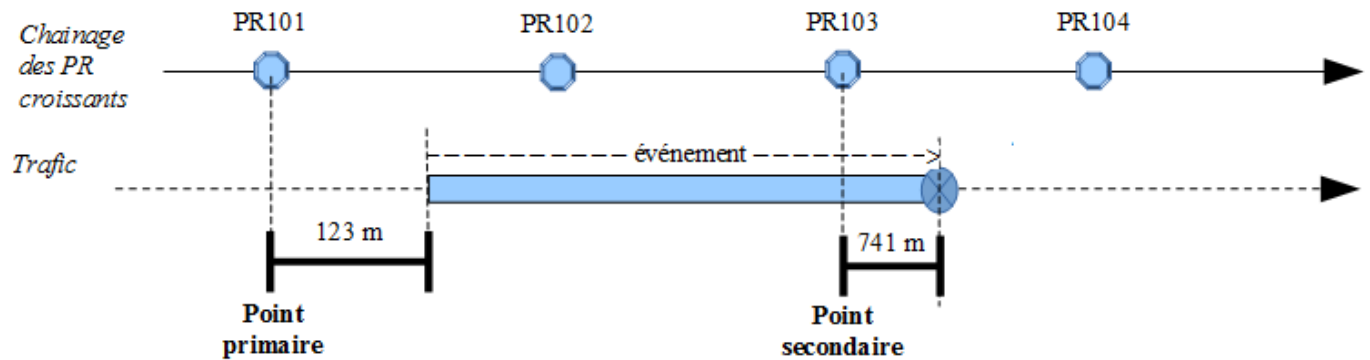 PR101
PR102
PR103
PR104
Chainage
des PR
croissants
Trafic
événement
123 m
741 m
Point
primaire
Point
secondaire